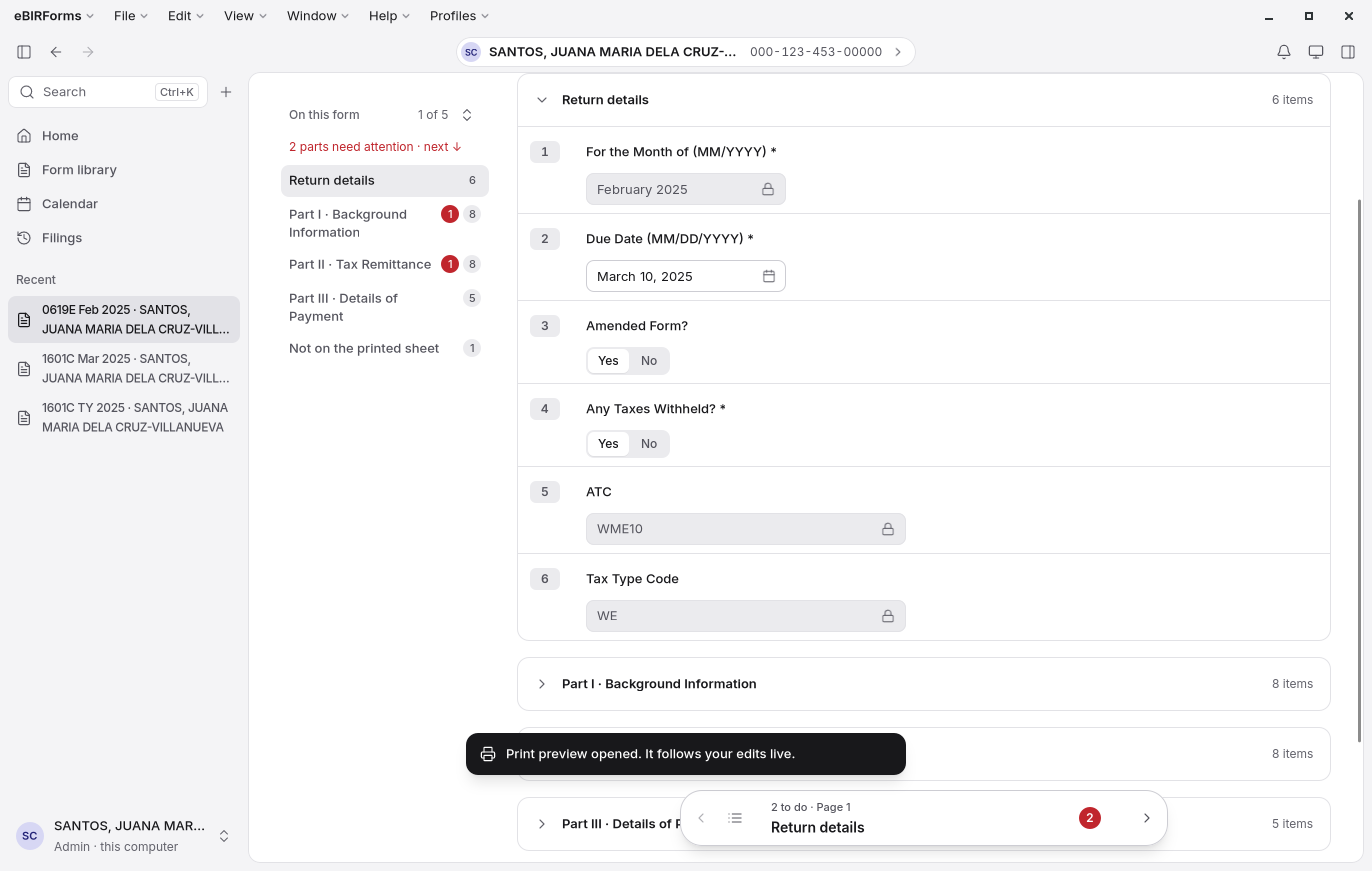 eBIRForms File Edit View Window Help Profiles
SC SANTOS, JUANA MARIA DELA CRUZ-... 000-123-453-00000
Search Ctrl+K
Home
Form library
Calendar
Filings
Recent
0619E Feb 2025 · SANTOS,
JUANA MARIA DELA CRUZ-VILL...
1601C Mar 2025 · SANTOS,
JUANA MARIA DELA CRUZ-VILL...
1601C TY 2025 · SANTOS, JUANA
MARIA DELA CRUZ-VILLANUEVA
SC SANTOS, JUANA MAR...
Admin · this computer
On this form 1 of 5
2 parts need attention · next ↓
Return details 6
Part I · Background
Information 1 8
Part II · Tax Remittance 1 8
Part III · Details of
Payment 5
Not on the printed sheet 1
Return details 6 items
1 For the Month of (MM/YYYY) *
February 2025
2 Due Date (MM/DD/YYYY) *
March 10, 2025
3 Amended Form?
Yes No
4 Any Taxes Withheld? *
Yes No
5 ATC
WME10
6 Tax Type Code
WE
Part I · Background Information 8 items
8 items
Print preview opened. It follows your edits live.
Part III · Details of 5 items
2 to do · Page 1
Return details 2